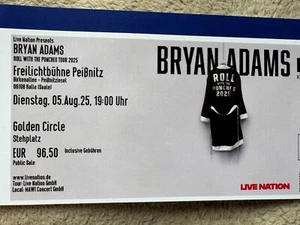 Live Nation Presents
BRYAN ADAMS
ROLL WITH THE PUNCHES TOUR 2025
Freilichtbühne Peißnitz
Birkenallee - Peißnitzinsel
06108 Halle (Saale)
Dienstag, 05.Aug.25, 19:00 Uhr
Golden Circle
Stehplatz
EUR 96,50 Inclusive Gebühren
Public Sale
www.livenation.de
Tour: Live Nation GmbH
Local: MAWI Concert GmbH
BRYAN ADAMS
ROLL
WITH THE
PUNCHES
2025
LIVE NATION